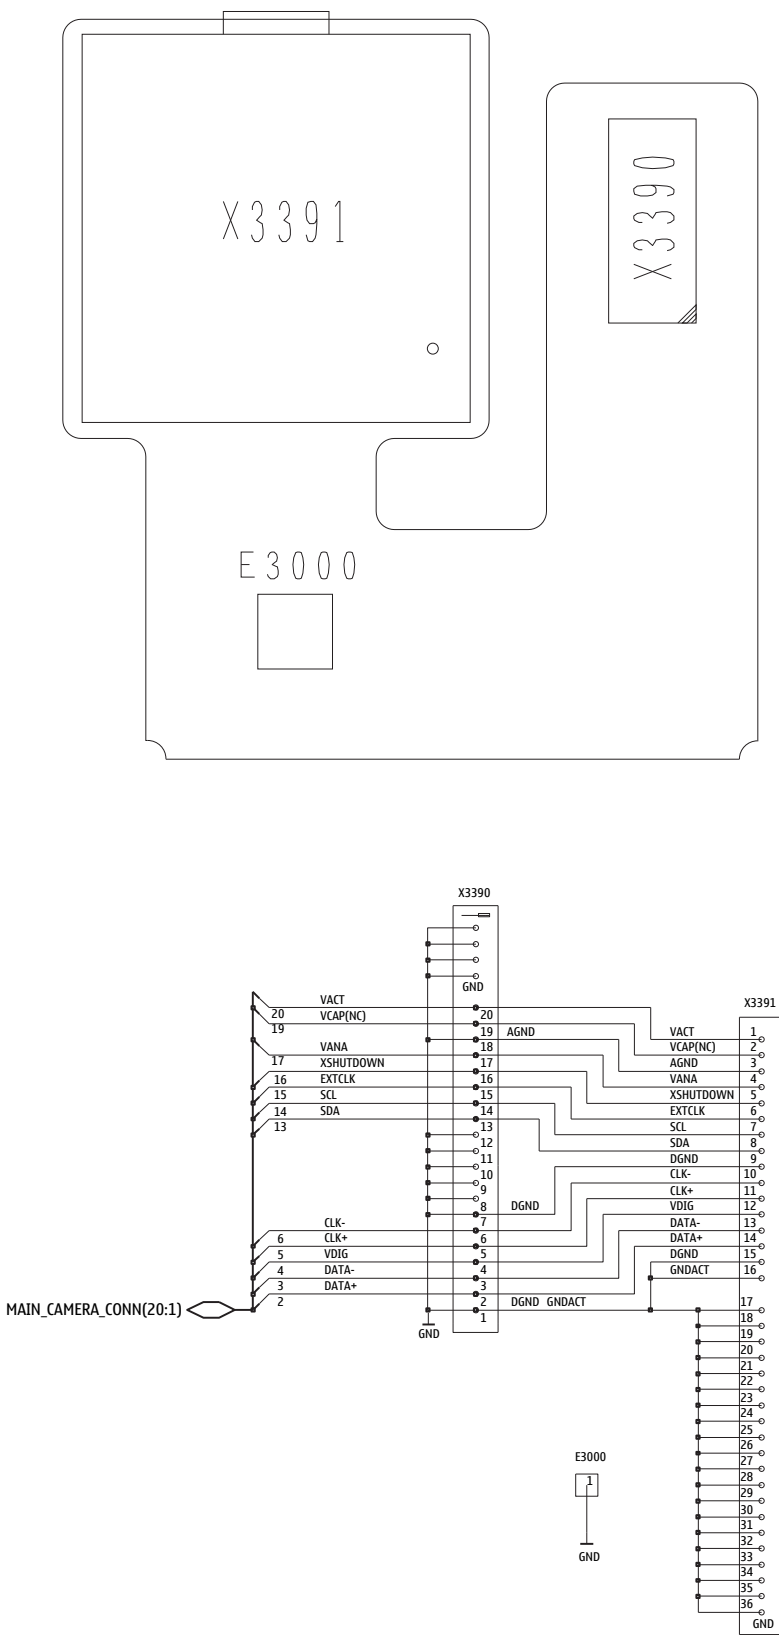 X3391
X3390
E3000
X3390
GND
X3391
VACT
20
VCAP(NC)
19
VANA
17
XSHUTDOWN
16
EXTCLK
15
SCL
14
SDA
13
CLK-
6
CLK+
5
VDIG
4
DATA-
3
DATA+
2
MAIN_CAMERA_CONN(20:1)
20
19 AGND
18
17
16
15
14
13
12
11
10
9
8 DGND
7
6
5
4
3
2 DGND GNDACT
1
GND
VACT 1
VCAP(NC) 2
AGND 3
VANA 4
XSHUTDOWN 5
EXTCLK 6
SCL 7
SDA 8
DGND 9
CLK- 10
CLK+ 11
VDIG 12
DATA- 13
DATA+ 14
DGND 15
GNDACT 16
17
18
19
20
21
22
23
24
25
26
27
28
29
30
31
32
33
34
35
36
GND
E3000
1
GND